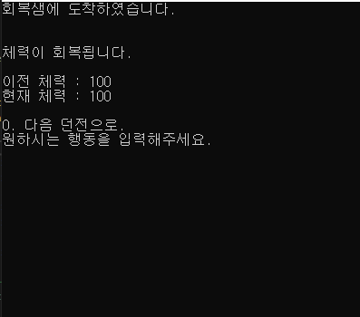 회복샘에 도착하였습니다.
체력이 회복됩니다.
이전 체력 : 100
현재 체력 : 100
0. 다음 던전으로.
원하시는 행동을 입력해주세요.